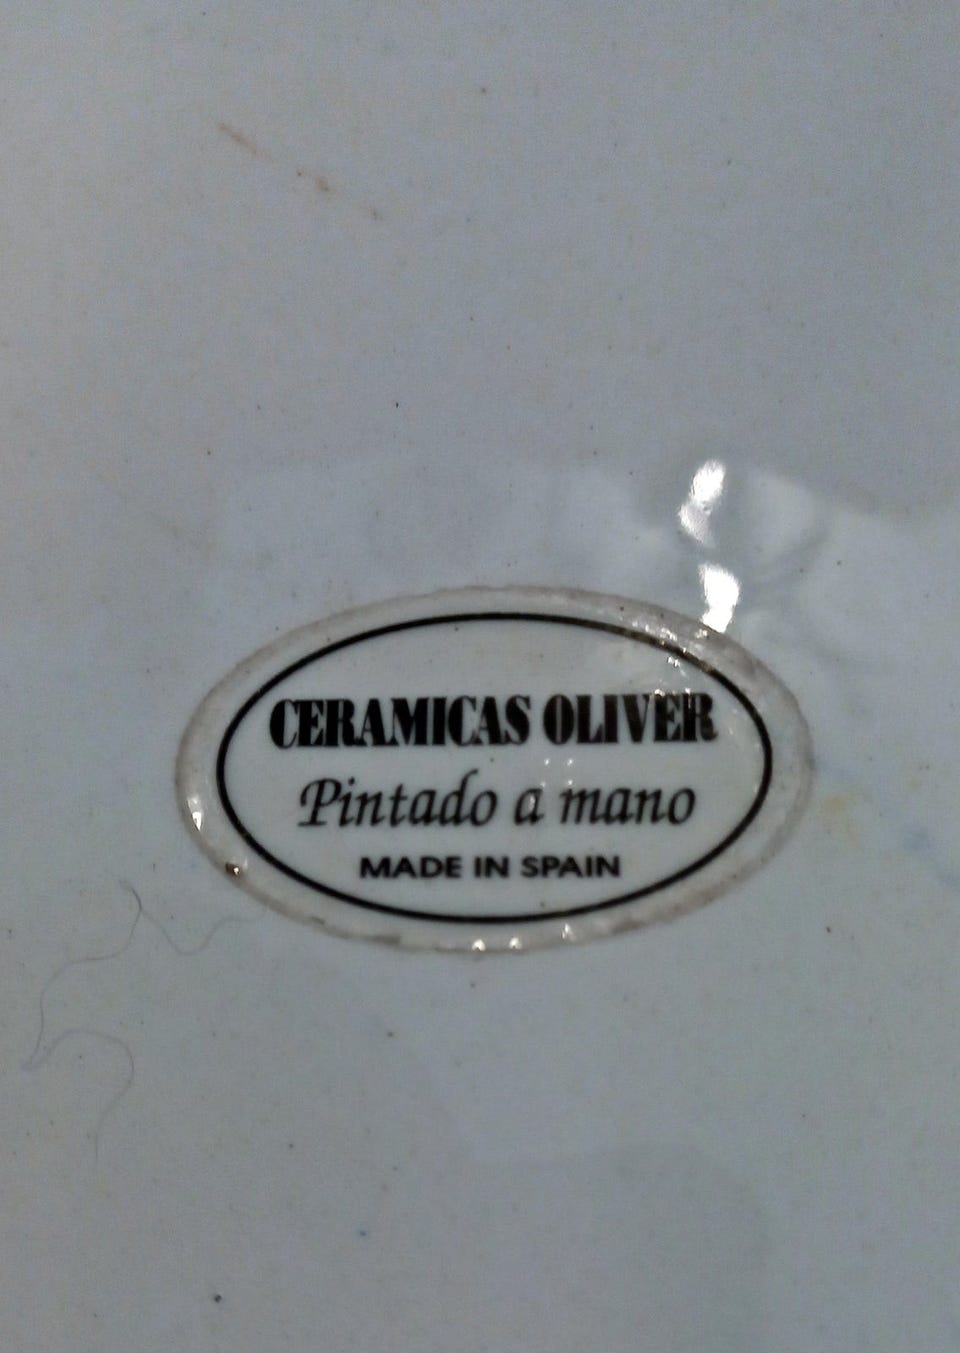 CERAMICAS OLIVER
Pintado a mano
MADE IN SPAIN